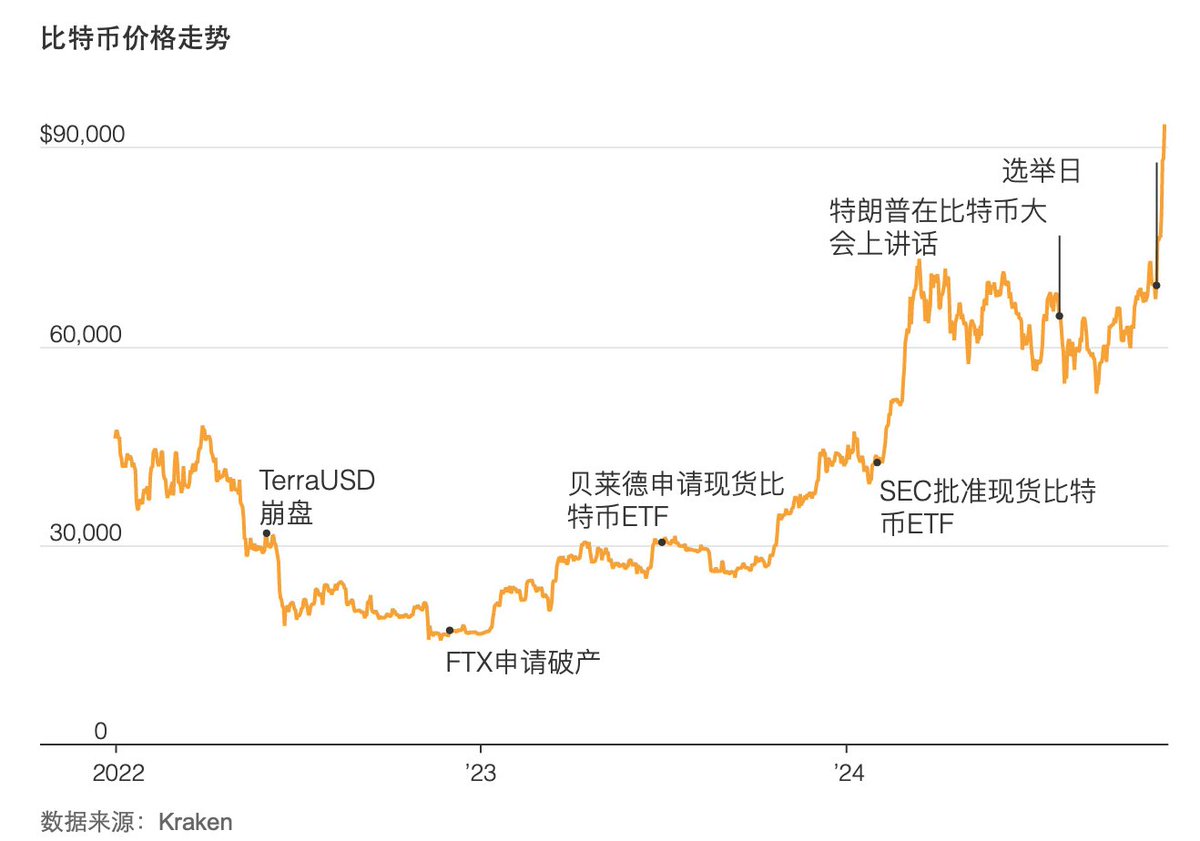 比特币价格走势
$90,000
选举日
特朗普在比特币大
会上讲话
60,000
TerraUSD
崩盘
贝莱德申请现货比
特币ETF
SEC批准现货比特
币ETF
30,000
FTX申请破产
0
2022
’23
’24
数据来源：Kraken